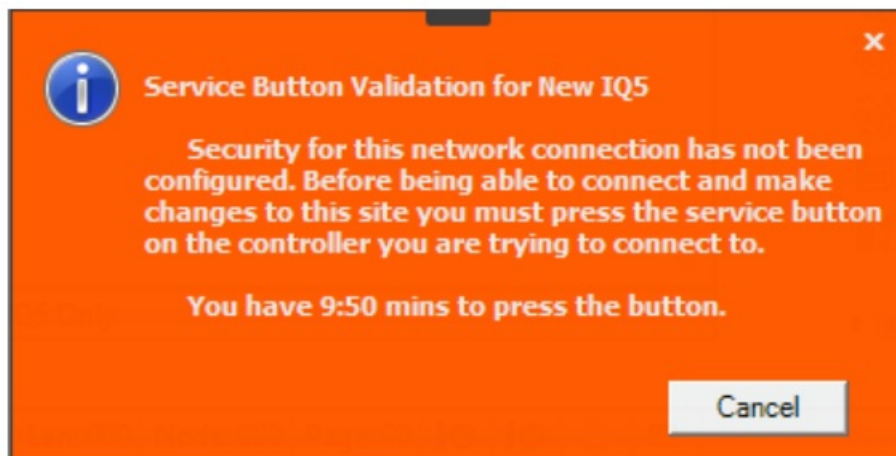 Service Button Validation for New IQ5
Security for this network connection has not been
configured. Before being able to connect and make
changes to this site you must press the service button
on the controller you are trying to connect to.
You have 9:50 mins to press the button.
Cancel